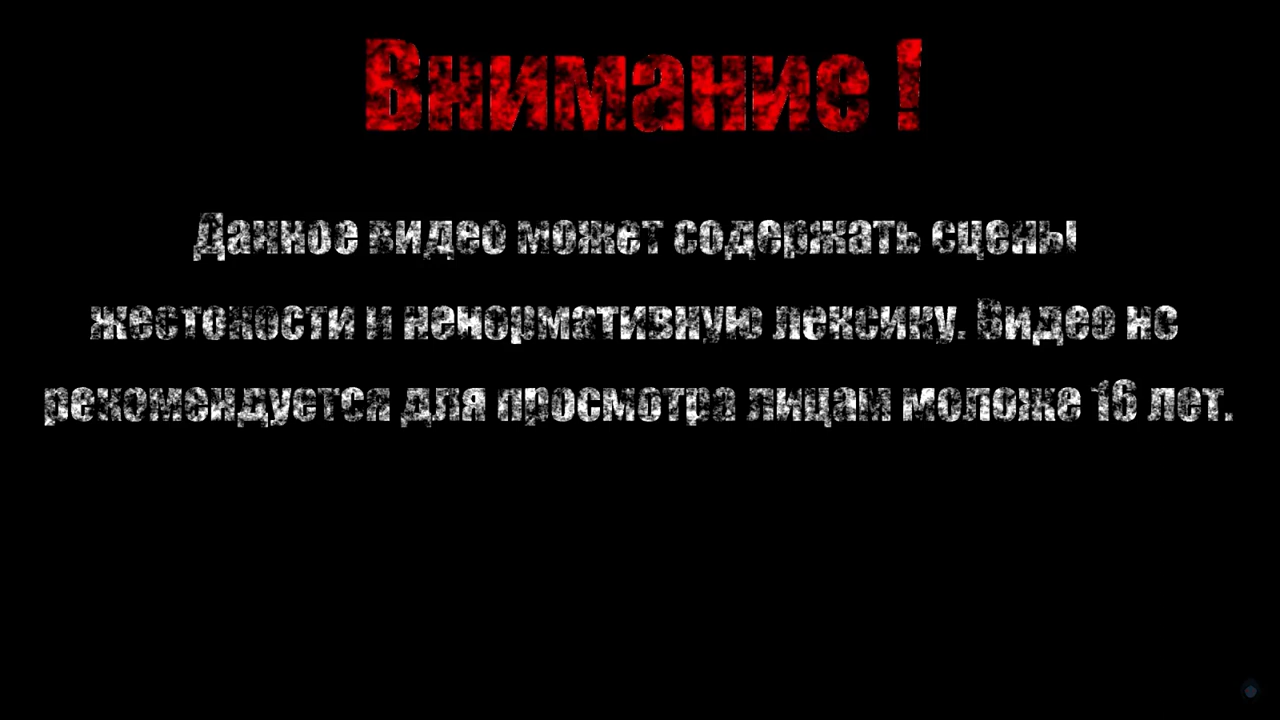 Внимание !
Данное видео может содержать сцены
жестокости и ненормативную лексику. Видео не
рекомендуется для просмотра лицам моложе 16 лет.